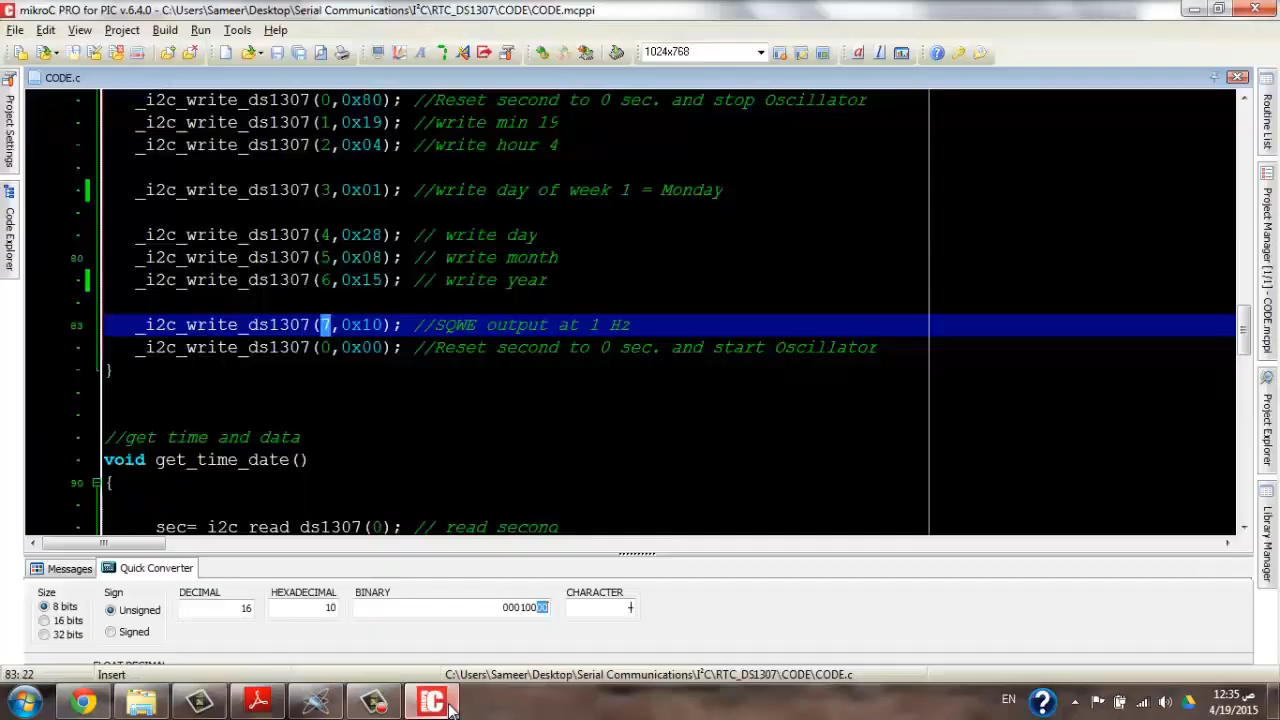 mikroC PRO for PIC v.6.4.0 - C:\Users\Sameer\Desktop\Serial Communications\I²C\RTC_DS1307\CODE\CODE.mcppi
File Edit View Project Build Run Tools Help
1024x768
CODE.c
_i2c_write_ds1307(0,0x80); //Reset second to 0 sec. and stop Oscillator
_i2c_write_ds1307(1,0x19); //write min 19
_i2c_write_ds1307(2,0x04); //write hour 4
_i2c_write_ds1307(3,0x01); //write day of week 1 = Monday
_i2c_write_ds1307(4,0x28); // write day
80 _i2c_write_ds1307(5,0x08); // write month
_i2c_write_ds1307(6,0x15); // write year
83 _i2c_write_ds1307(7,0x10); //SQWE output at 1 Hz
_i2c_write_ds1307(0,0x00); //Reset second to 0 sec. and start Oscillator
}
//get time and data
void get_time_date()
90 {
sec=_i2c_read_ds1307(0); // read second
Project Settings
Code Explorer
Routine List
Project Manager [1/1] - CODE.mcppi
Project Explorer
Library Manager
Messages Quick Converter
Size Sign DECIMAL HEXADECIMAL BINARY CHARACTER
8 bits Unsigned 16 10 00010000
16 bits
32 bits Signed
FLOAT DECIMAL
83: 22 Insert C:\Users\Sameer\Desktop\Serial Communications\I²C\RTC_DS1307\CODE\CODE.c
EN 12:35 ص
4/19/2015